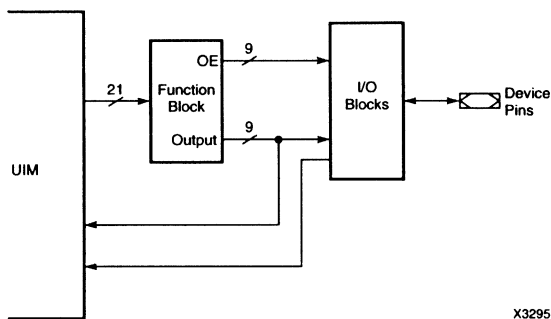 UIM
21
Function
Block
OE
9
Output
9
I/O
Blocks
Device
Pins
X3295